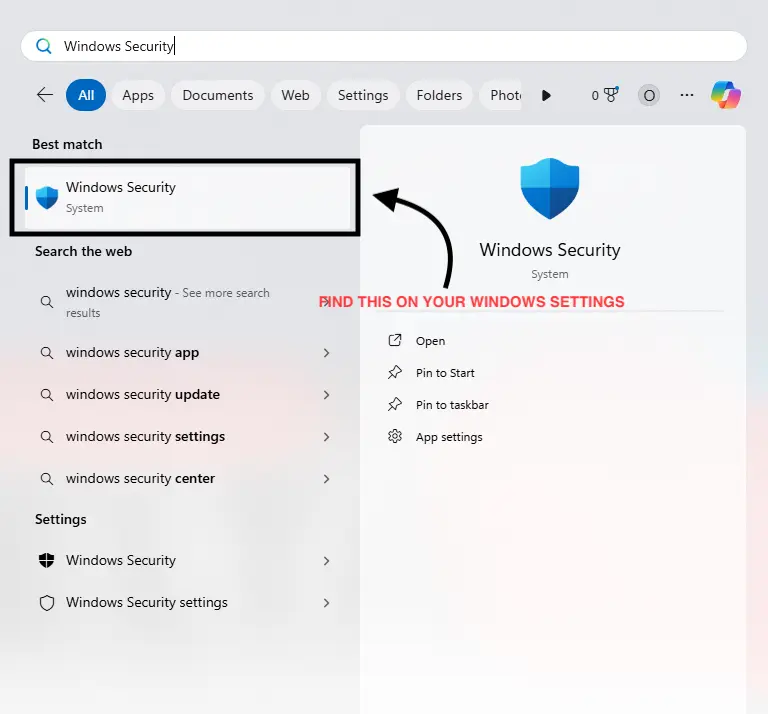 Windows Security
All
Apps
Documents
Web
Settings
Folders
Phot
0
O
Best match
Windows Security
System
Search the web
windows security - See more search
results
windows security app
windows security update
windows security settings
windows security center
Settings
Windows Security
Windows Security settings
Windows Security
System
FIND THIS ON YOUR WINDOWS SETTINGS
Open
Pin to Start
Pin to taskbar
App settings